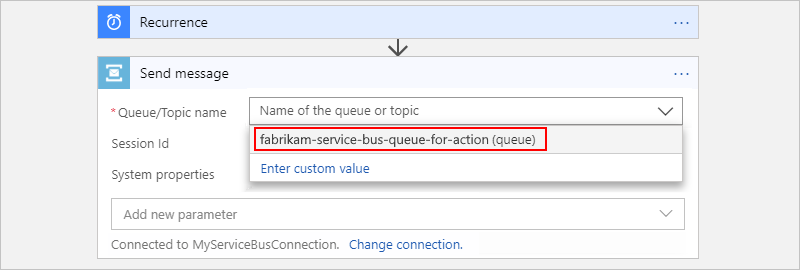 Recurrence
Send message
* Queue/Topic name
Name of the queue or topic
fabrikam-service-bus-queue-for-action (queue)
Session Id
Enter custom value
System properties
Add new parameter
Connected to MyServiceBusConnection. Change connection.